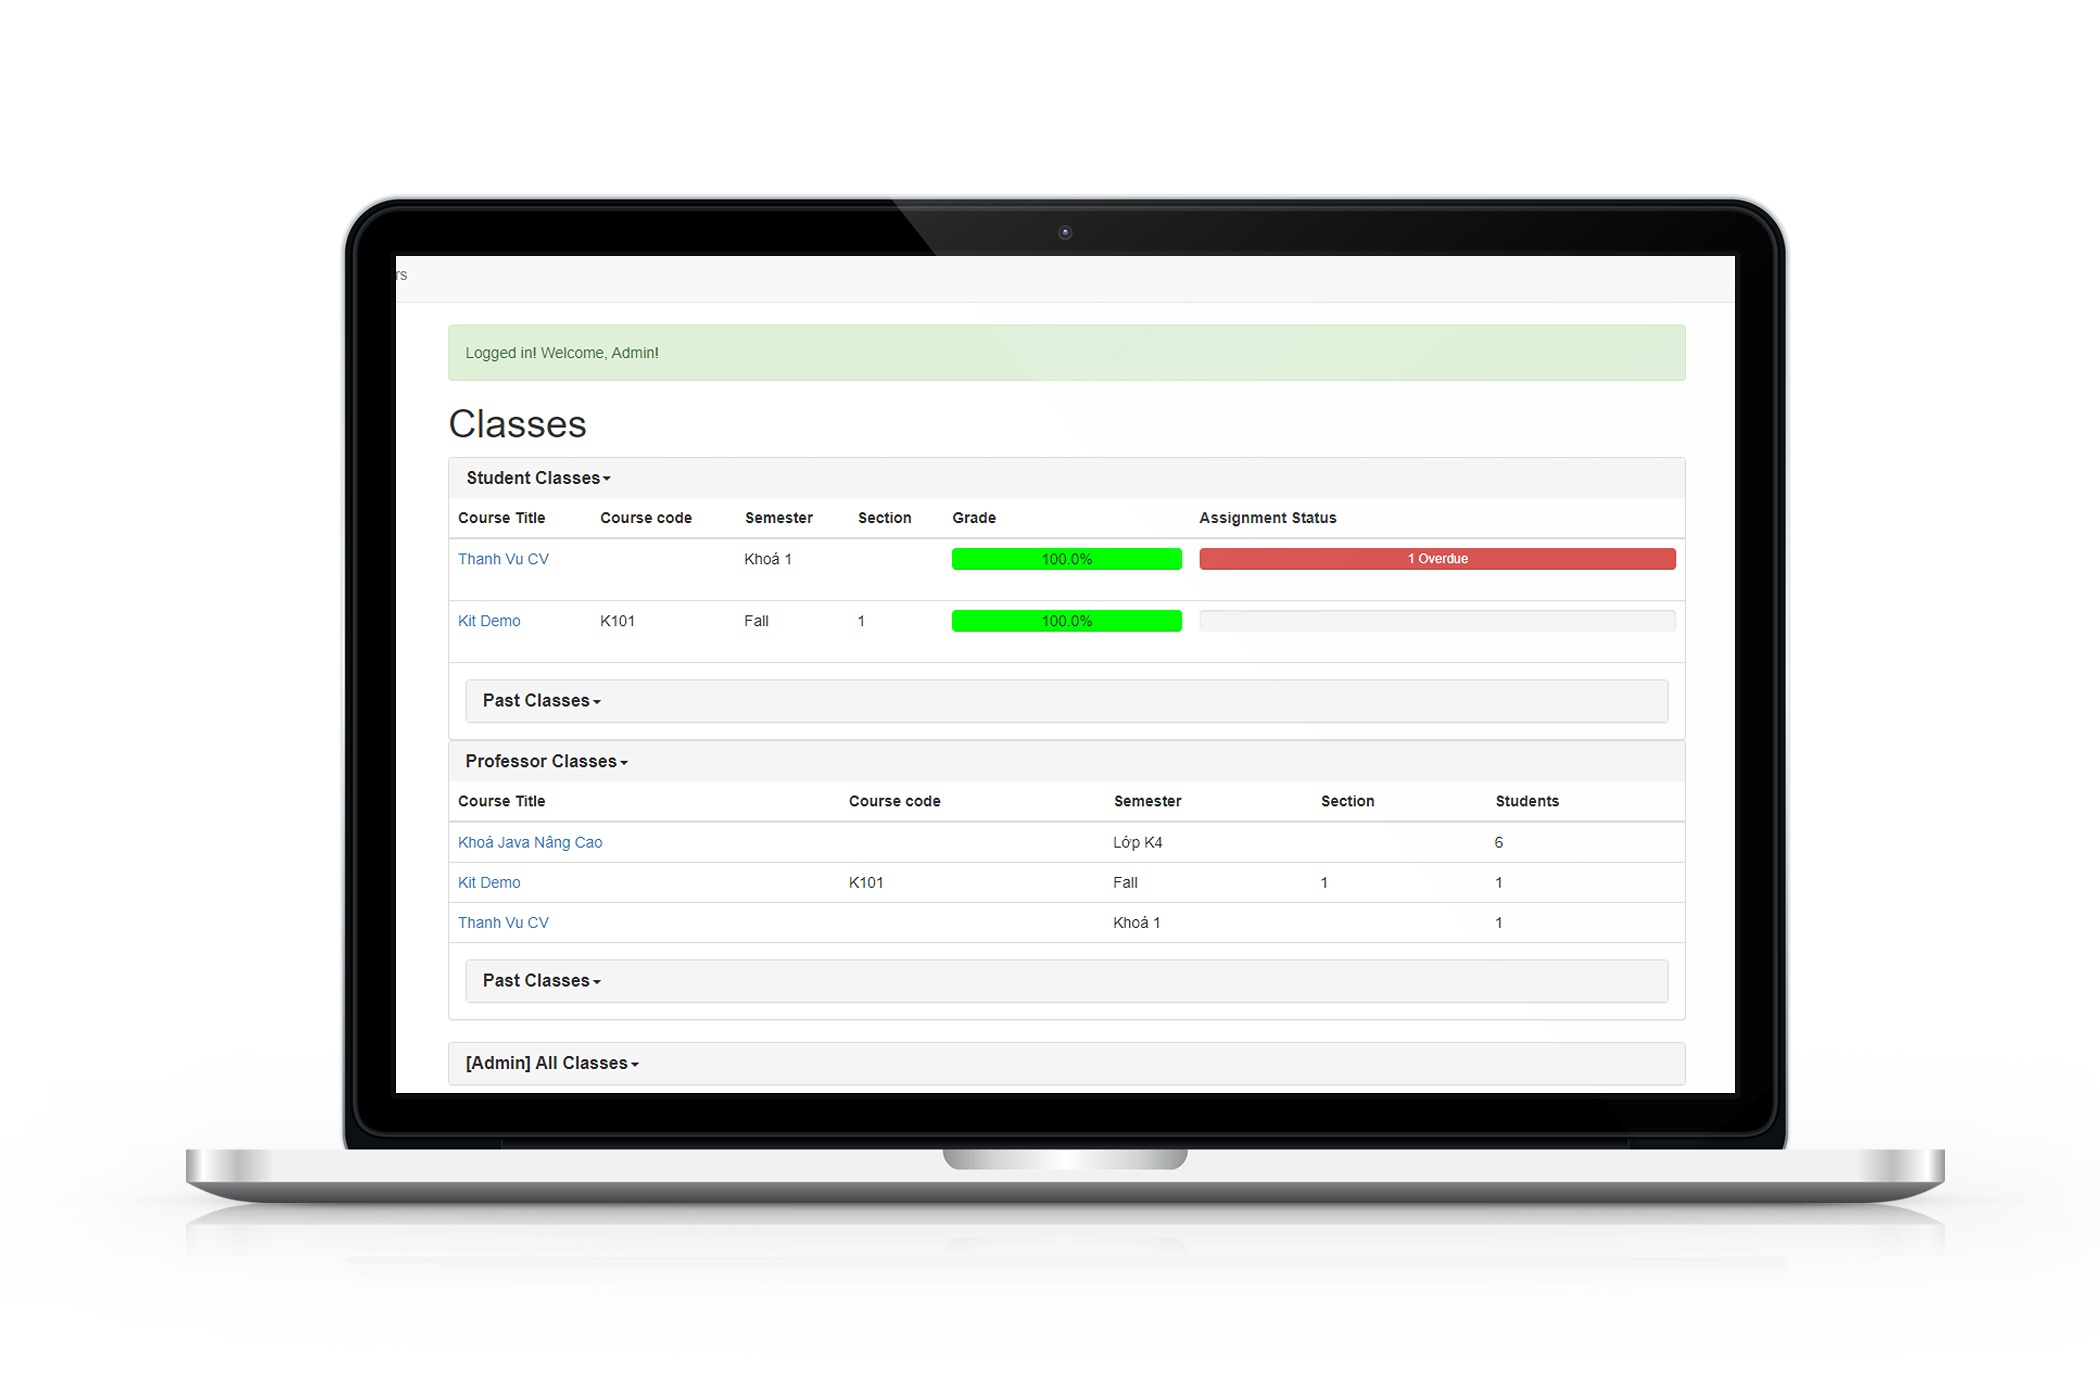 rs
Logged in! Welcome, Admin!
Classes
Student Classes
Course Title Course code Semester Section Grade Assignment Status
Thanh Vu CV Khoá 1 100.0% 1 Overdue
Kit Demo K101 Fall 1 100.0%
Past Classes
Professor Classes
Course Title Course code Semester Section Students
Khoá Java Nâng Cao Lớp K4 6
Kit Demo K101 Fall 1 1
Thanh Vu CV Khoá 1 1
Past Classes
[Admin] All Classes